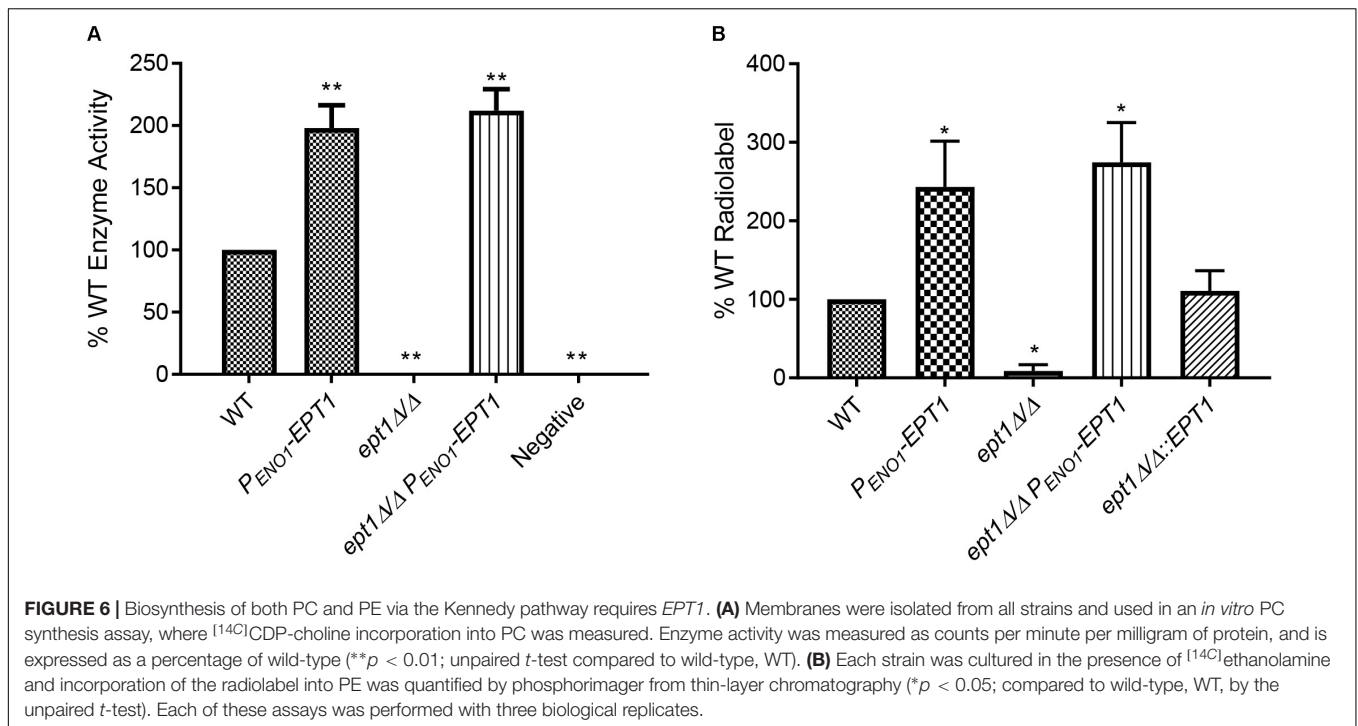 A
250
200
150
100
50
0
% WT Enzyme Activity
**
**
**
**
WT
PENO1-EPT1
ept1Δ/Δ
ept1Δ/Δ PENO1-EPT1
Negative
B
400
300
200
100
0
% WT Radiolabel
*
*
*
WT
PENO1-EPT1
ept1Δ/Δ
ept1Δ/Δ PENO1-EPT1
ept1Δ/Δ::EPT1
FIGURE 6 | Biosynthesis of both PC and PE via the Kennedy pathway requires EPT1. (A) Membranes were isolated from all strains and used in an in vitro PC
synthesis assay, where [14C]CDP-choline incorporation into PC was measured. Enzyme activity was measured as counts per minute per milligram of protein, and is
expressed as a percentage of wild-type (**p < 0.01; unpaired t-test compared to wild-type, WT). (B) Each strain was cultured in the presence of [14C]ethanolamine
and incorporation of the radiolabel into PE was quantified by phosphorimager from thin-layer chromatography (*p < 0.05; compared to wild-type, WT, by the
unpaired t-test). Each of these assays was performed with three biological replicates.